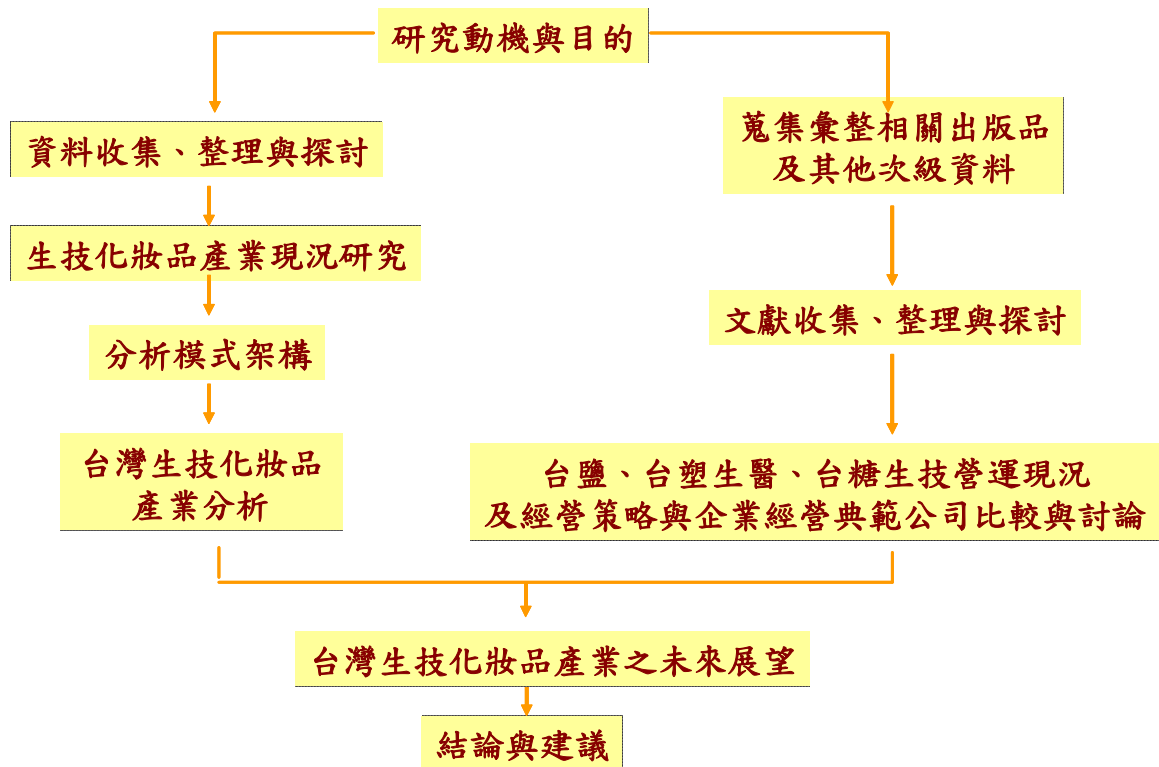 研究動機與目的
資料收集、整理與探討
生技化妝品產業現況研究
分析模式架構
台灣生技化妝品
產業分析
蒐集彙整相關出版品
及其他次級資料
文獻收集、整理與探討
台鹽、台塑生醫、台糖生技營運現況
及經營策略與企業經營典範公司比較與討論
台灣生技化妝品產業之未來展望
結論與建議